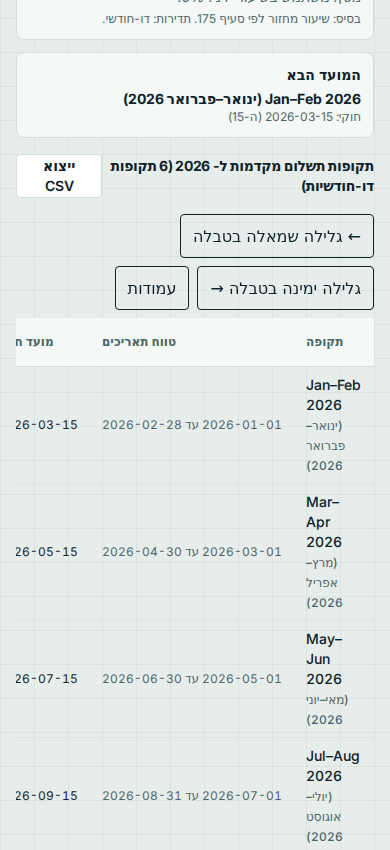 בסיס: שיעור מחזור לפי סעיף 175. תדירות: דו-חודשי.
המועד הבא
Jan–Feb 2026 (ינואר–פברואר 2026)
חוקי: 2026-03-15 (ה-15)
תקופות תשלום מקדמות ל- 2026 (6 תקופות דו-חודשיות)
ייצוא CSV
← גלילה שמאלה בטבלה
גלילה ימינה בטבלה →
עמודות
תקופה
טווח תאריכים
מועד
Jan–Feb 2026
(ינואר–פברואר 2026)
2026-01-01 עד 2026-02-28
26-03-15
Mar–Apr 2026
(מרץ–אפריל 2026)
2026-03-01 עד 2026-04-30
26-05-15
May–Jun 2026
(מאי–יוני 2026)
2026-05-01 עד 2026-06-30
26-07-15
Jul–Aug 2026
(יולי–אוגוסט 2026)
2026-07-01 עד 2026-08-31
26-09-15